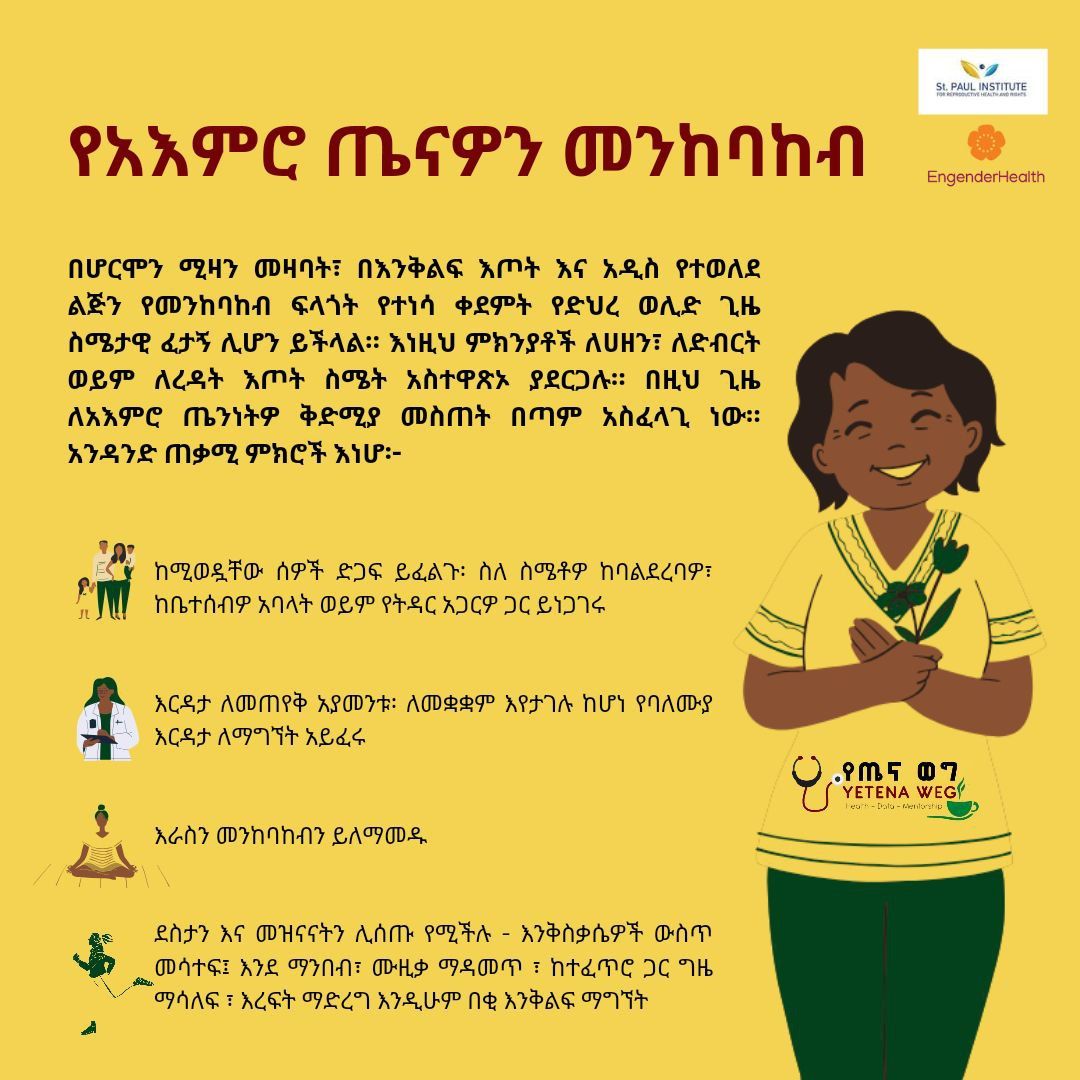 St. PAUL INSTITUTE
FOR REPRODUCTIVE HEALTH AND RIGHTS
EngenderHealth
የአእምሮ ጤናዎን መንከባከብ
በሆርሞን ሚዛን መዛባት፣ በእንቅልፍ እጦት እና አዲስ የተወለደ
ልጅን የመንከባከብ ፍላጎት የተነሳ ቀደምት የድህረ ወሊድ ጊዜ
ስሜታዊ ፈታኝ ሊሆን ይችላል። እነዚህ ምክንያቶች ለሀዘን፣ ለድብርት
ወይም ለረዳት እጦት ስሜት አስተዋጽኦ ያደርጋሉ። በዚህ ጊዜ
ለአእምሮ ጤንነትዎ ቅድሚያ መስጠት በጣም አስፈላጊ ነው።
አንዳንድ ጠቃሚ ምክሮች እነሆ፡-
ከሚወዷቸው ሰዎች ድጋፍ ይፈልጉ፡ ስለ ስሜቶዎ ከባልደረባዎ፣
ከቤተሰብዎ አባላት ወይም የትዳር አጋርዎ ጋር ይነጋገሩ
እርዳታ ለመጠየቅ አያመንቱ፡ ለመቋቋም እየታገሉ ከሆነ የባለሙያ
እርዳታ ለማግኘት አይፈሩ
እራስን መንከባከብን ይለማመዱ
ደስታን እና መዝናናትን ሊሰጡ የሚችሉ - እንቅስቃሴዎች ውስጥ
መሳተፍ፤ እንደ ማንበብ፣ ሙዚቃ ማዳመጥ ፣ ከተፈጥሮ ጋር ግዜ
ማሳለፍ ፣ እረፍት ማድረግ እንዲሁም በቂ እንቅልፍ ማግኘት
የጤና ወግ
YETENA WEG
Health - Data - Mentorship